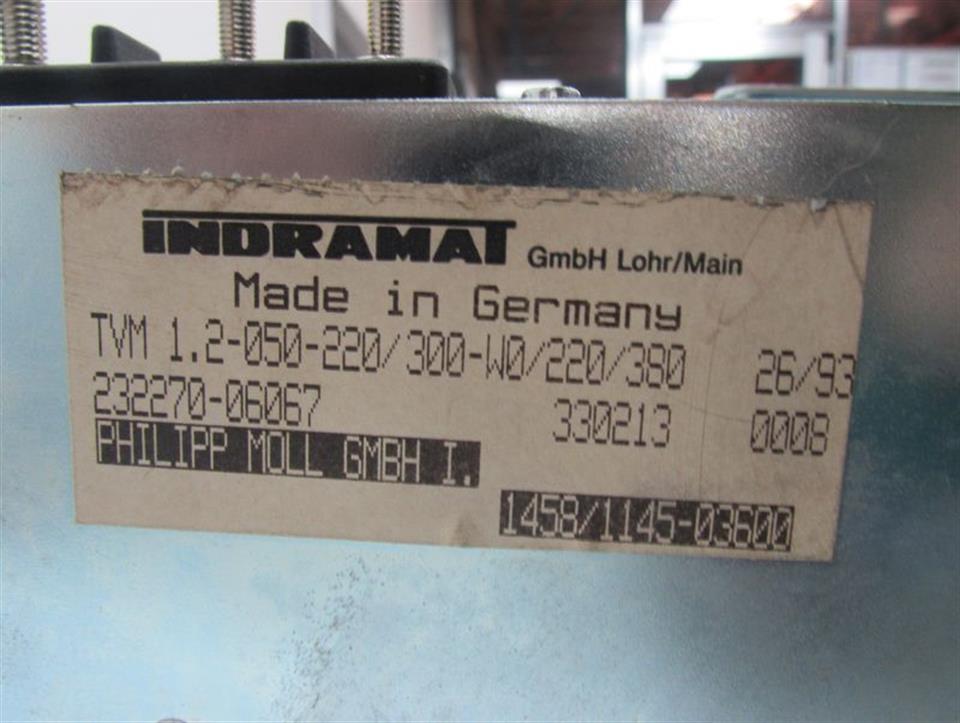 INDRAMAT GmbH Lohr/Main
Made in Germany
TVM 1.2-050-220/300-W0/220/380 26/93
232270-06067 330213 0008
PHILIPP MOLL GMBH I.
1458/1145-03600